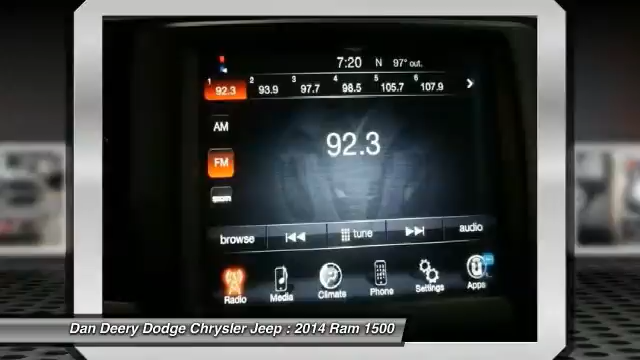 7:20 N 97° out.
1 2 3 4 5 6
92.3 93.9 97.7 98.5 105.7 107.9
AM
92.3
FM
browse tune audio
Radio Media Climate Phone Settings Apps
Dan Deery Dodge Chrysler Jeep : 2014 Ram 1500